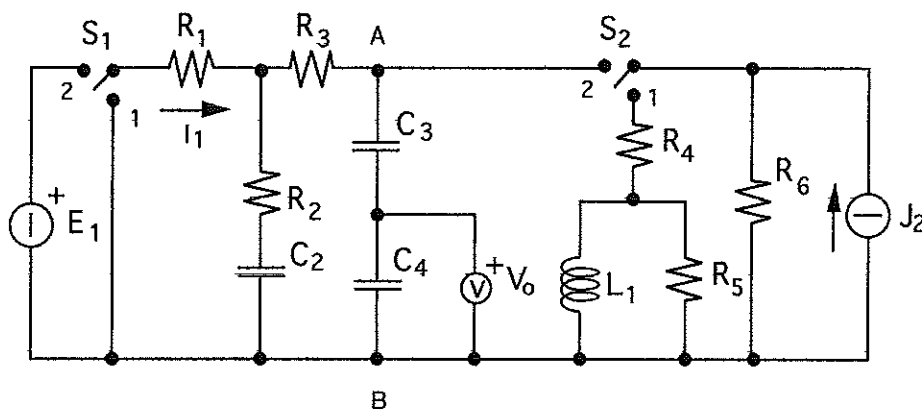 S1 R1 R3 A S2
2 1 I1 C3 2 1 R4
R2 R6
+ E1 J2
C2 C4 + V Vo L1 R5
B